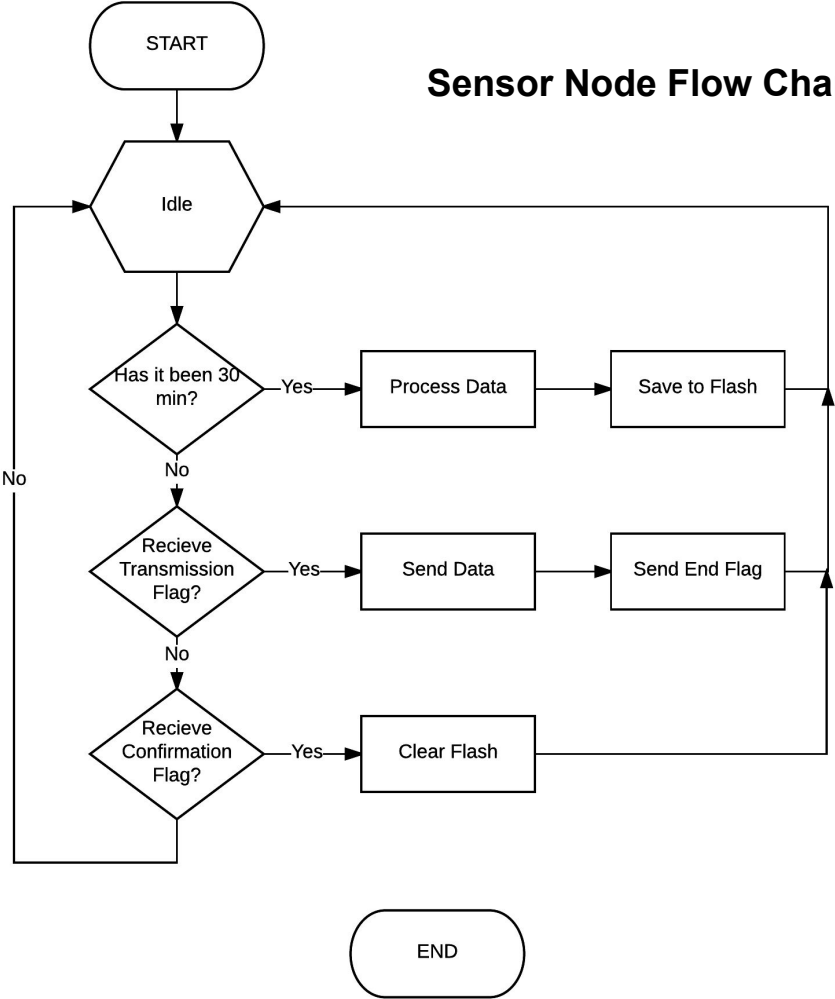 START
Sensor Node Flow Cha
Idle
Has it been 30
min?
Yes
Process Data
Save to Flash
No
No
Recieve
Transmission
Flag?
Yes
Send Data
Send End Flag
No
Recieve
Confirmation
Flag?
Yes
Clear Flash
END